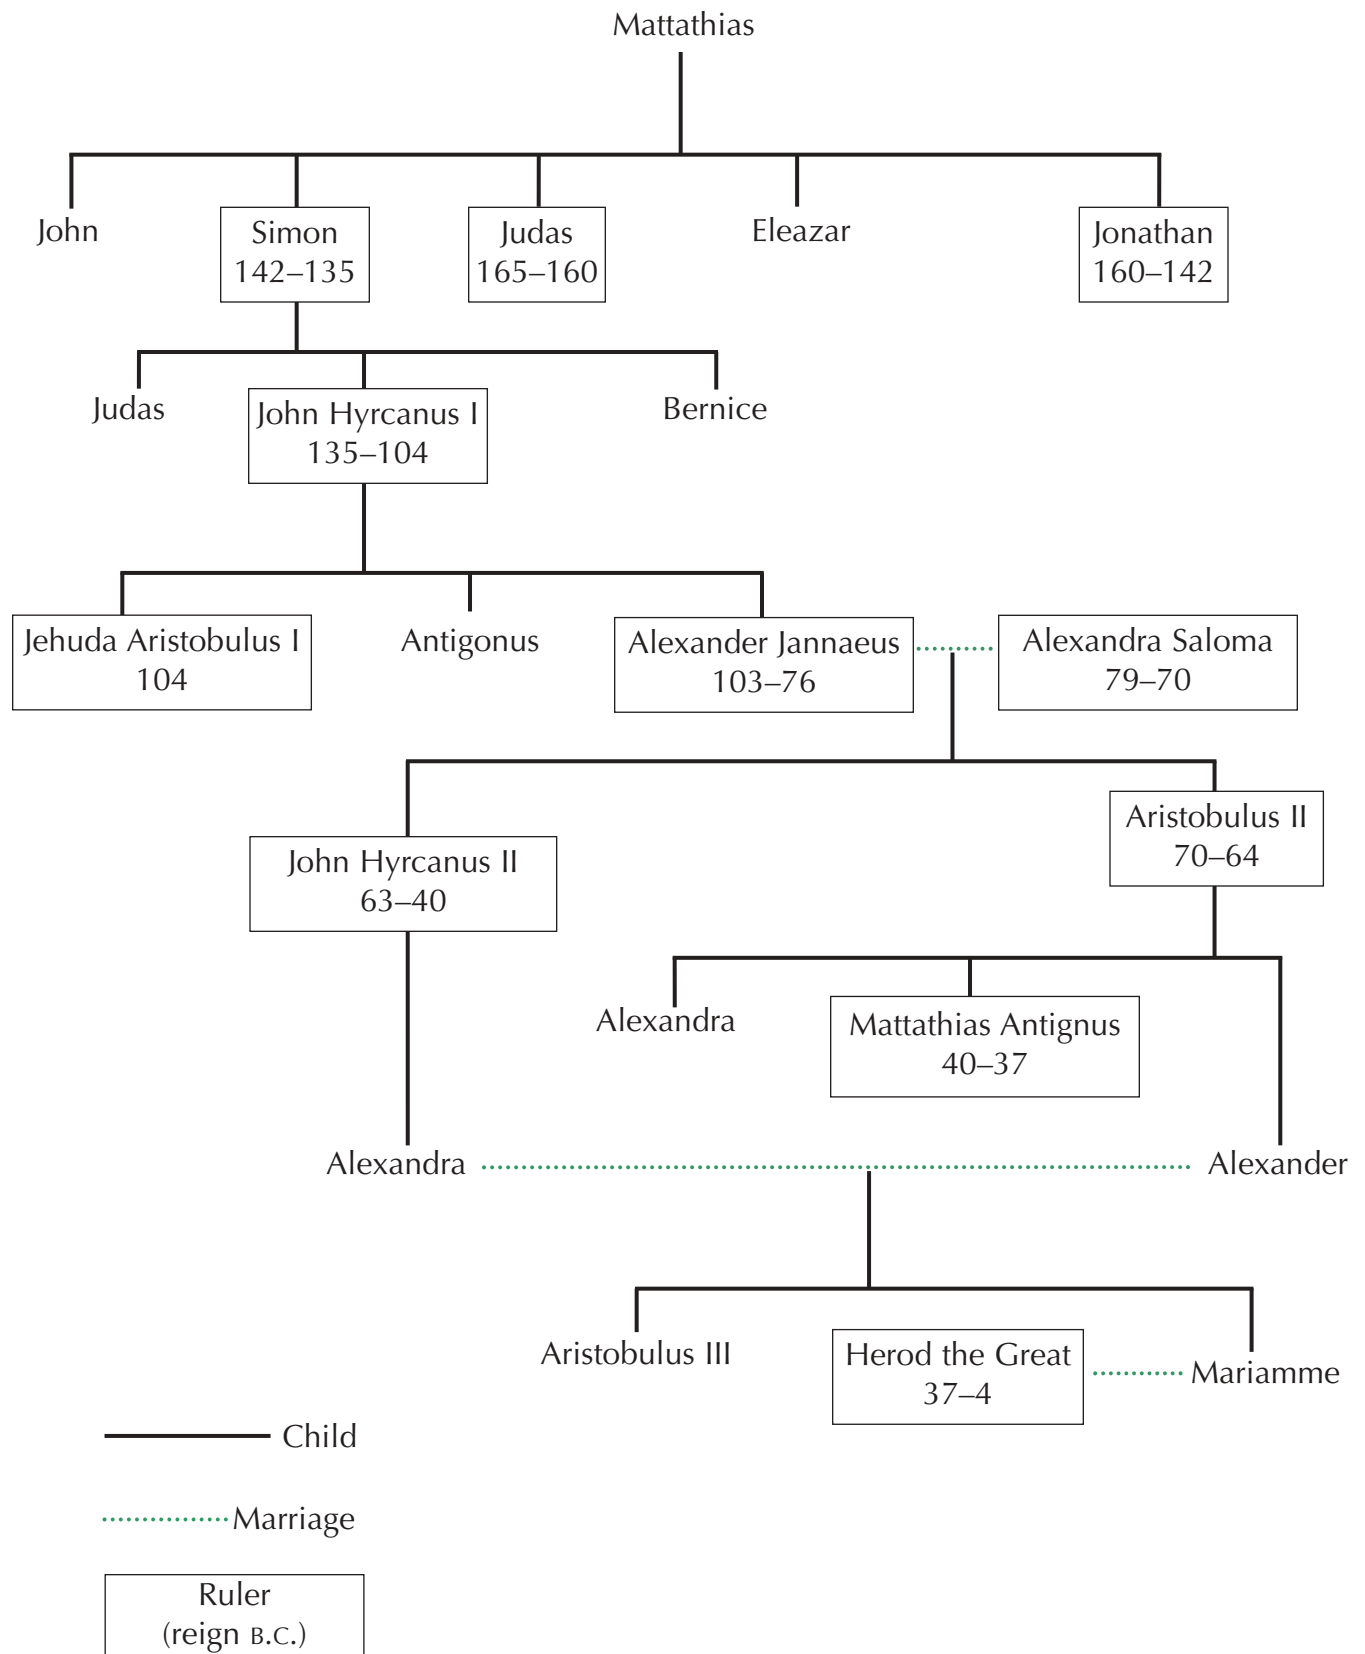 Mattathias
John
Simon
142–135
Judas
165–160
Eleazar
Jonathan
160–142
Judas
John Hyrcanus I
135–104
Bernice
Jehuda Aristobulus I
104
Antigonus
Alexander Jannaeus
103–76
Alexandra Saloma
79–70
John Hyrcanus II
63–40
Aristobulus II
70–64
Alexandra
Mattathias Antignus
40–37
Alexandra
Alexander
Aristobulus III
Herod the Great
37–4
Mariamme
Child
Marriage
Ruler
(reign B.C.)